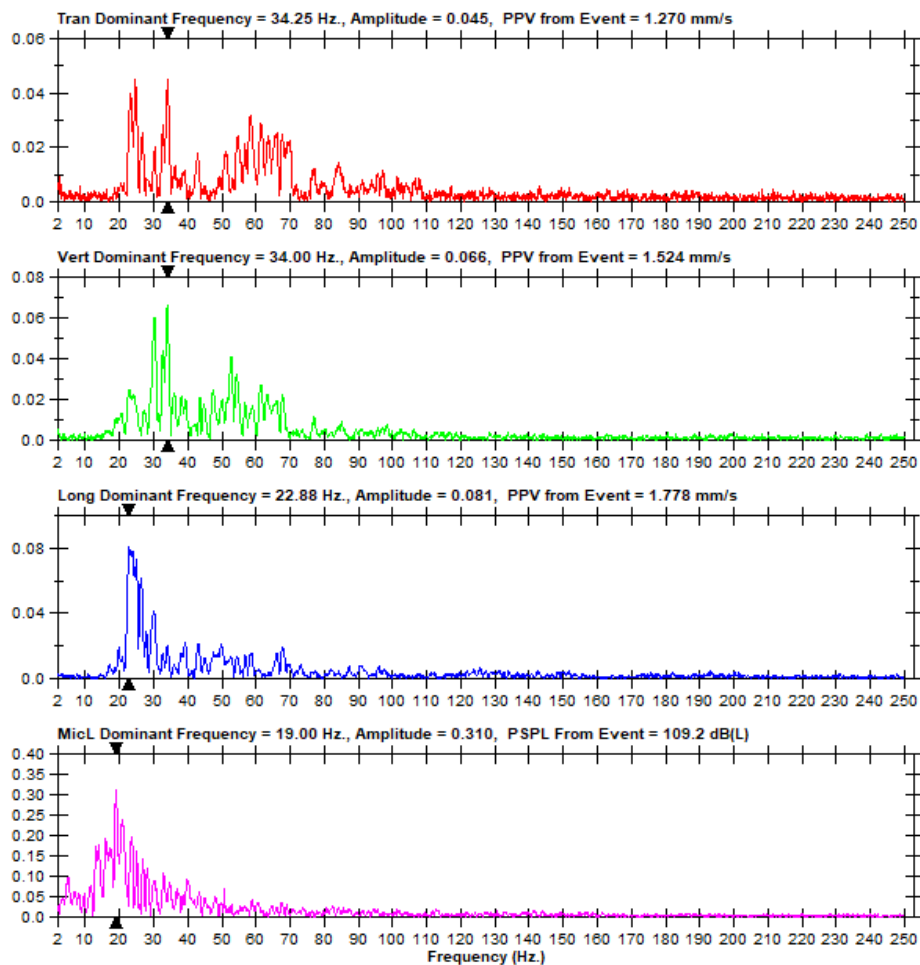 Tran Dominant Frequency = 34.25 Hz., Amplitude = 0.045, PPV from Event = 1.270 mm/s
0.06
0.04
0.02
0.0
2 10 20 30 40 50 60 70 80 90 100 110 120 130 140 150 160 170 180 190 200 210 220 230 240 250
Vert Dominant Frequency = 34.00 Hz., Amplitude = 0.066, PPV from Event = 1.524 mm/s
0.08
0.06
0.04
0.02
0.0
2 10 20 30 40 50 60 70 80 90 100 110 120 130 140 150 160 170 180 190 200 210 220 230 240 250
Long Dominant Frequency = 22.88 Hz., Amplitude = 0.081, PPV from Event = 1.778 mm/s
0.08
0.04
0.0
2 10 20 30 40 50 60 70 80 90 100 110 120 130 140 150 160 170 180 190 200 210 220 230 240 250
MicL Dominant Frequency = 19.00 Hz., Amplitude = 0.310, PSPL From Event = 109.2 dB(L)
0.40
0.35
0.30
0.25
0.20
0.15
0.10
0.05
0.0
2 10 20 30 40 50 60 70 80 90 100 110 120 130 140 150 160 170 180 190 200 210 220 230 240 250
Frequency (Hz.)